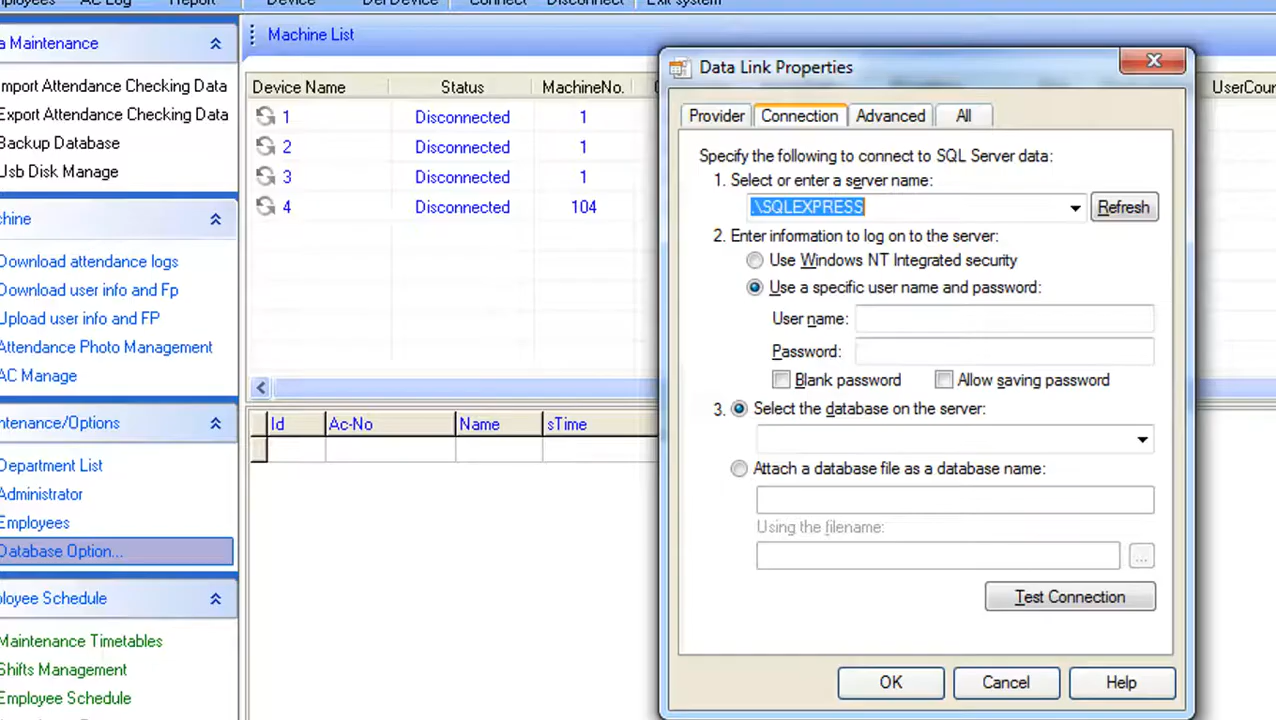 AC Log Report Device Del Device Connect Disconnect Exit system
a Maintenance
mport Attendance Checking Data
Export Attendance Checking Data
Backup Database
Usb Disk Manage
hine
Download attendance logs
Download user info and Fp
Upload user info and FP
Attendance Photo Management
AC Manage
ntenance/Options
Department List
Administrator
Employees
Database Option...
loyee Schedule
Maintenance Timetables
Shifts Management
Employee Schedule
Machine List
Device Name Status MachineNo. UserCoun
1 Disconnected 1
2 Disconnected 1
3 Disconnected 1
4 Disconnected 104
Id Ac-No Name sTime
Data Link Properties
Provider Connection Advanced All
Specify the following to connect to SQL Server data:
1. Select or enter a server name:
.\SQLEXPRESS Refresh
2. Enter information to log on to the server:
Use Windows NT Integrated security
Use a specific user name and password:
User name:
Password:
Blank password Allow saving password
3. Select the database on the server:
Attach a database file as a database name:
Using the filename:
...
Test Connection
OK Cancel Help